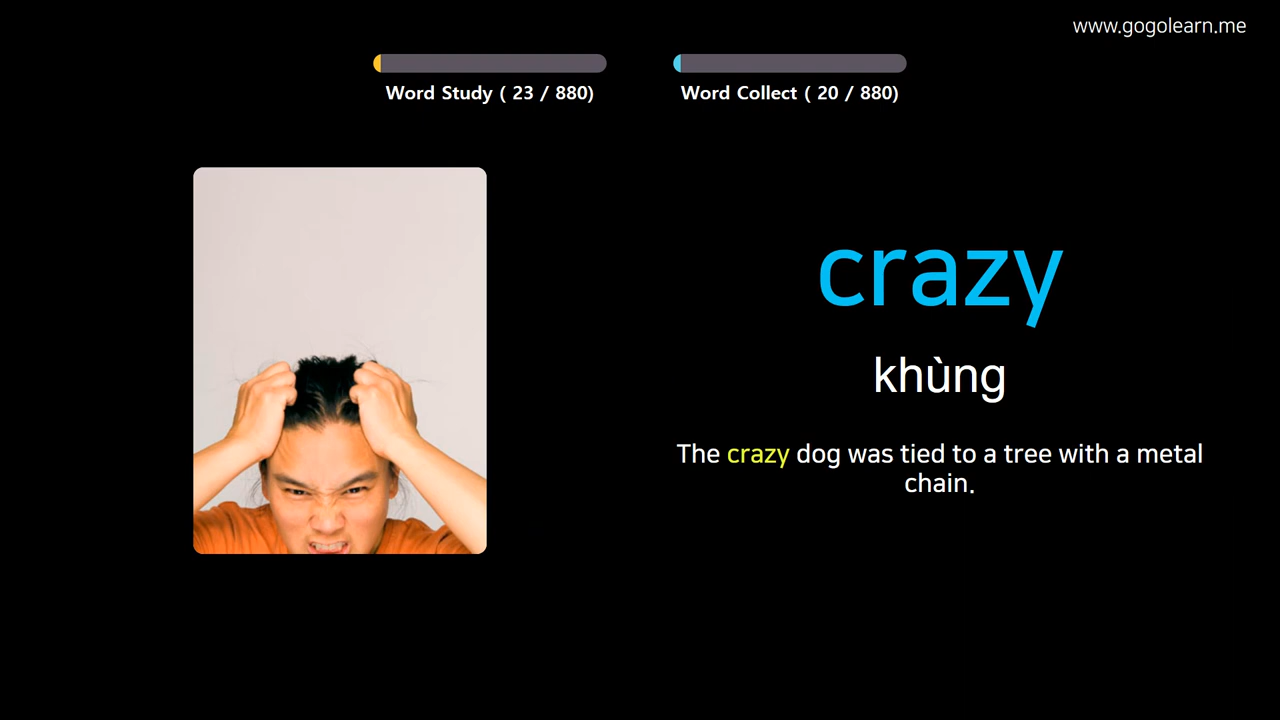 www.gogolearn.me
Word Study ( 23 / 880)
Word Collect ( 20 / 880)
crazy
khùng
The crazy dog was tied to a tree with a metal
chain.